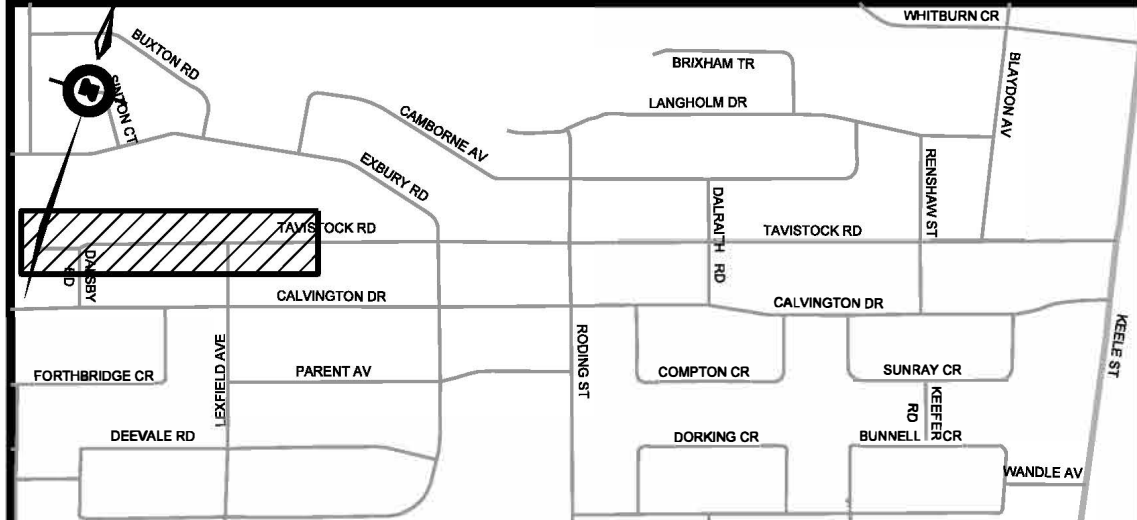 WHITBURN CR
BUXTON RD
BRIXHAM TR
BLAYDON AV
SINTON CT
LANGHOLM DR
CAMBORNE AV
EXBURY RD
RENSHAW ST
DALRAITH RD
TAVISTOCK RD
TAVISTOCK RD
DANSBY RD
CALVINGTON DR
CALVINGTON DR
KEELE ST
LEXFIELD AVE
RODING ST
FORTHBRIDGE CR
PARENT AV
COMPTON CR
SUNRAY CR
KEEFER RD
DEEVALE RD
DORKING CR
BUNNELL CR
WANDLE AV